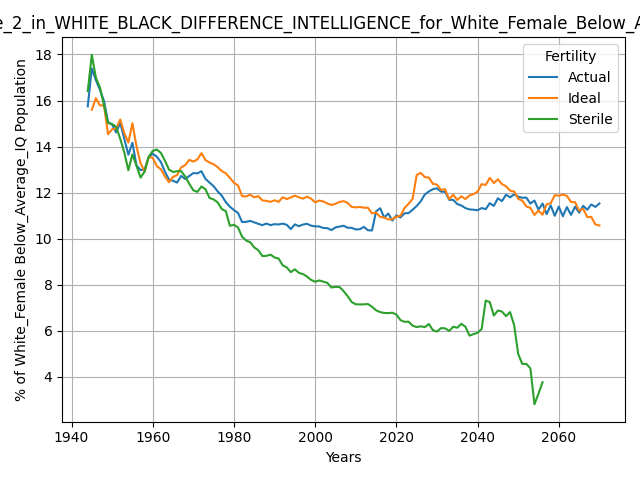 e_2_in_WHITE_BLACK_DIFFERENCE_INTELLIGENCE_for_White_Female_Below_A
Fertility
Actual
Ideal
Sterile
% of White_Female Below_Average_IQ Population
18
16
14
12
10
8
6
4
1940 1960 1980 2000 2020 2040 2060
Years